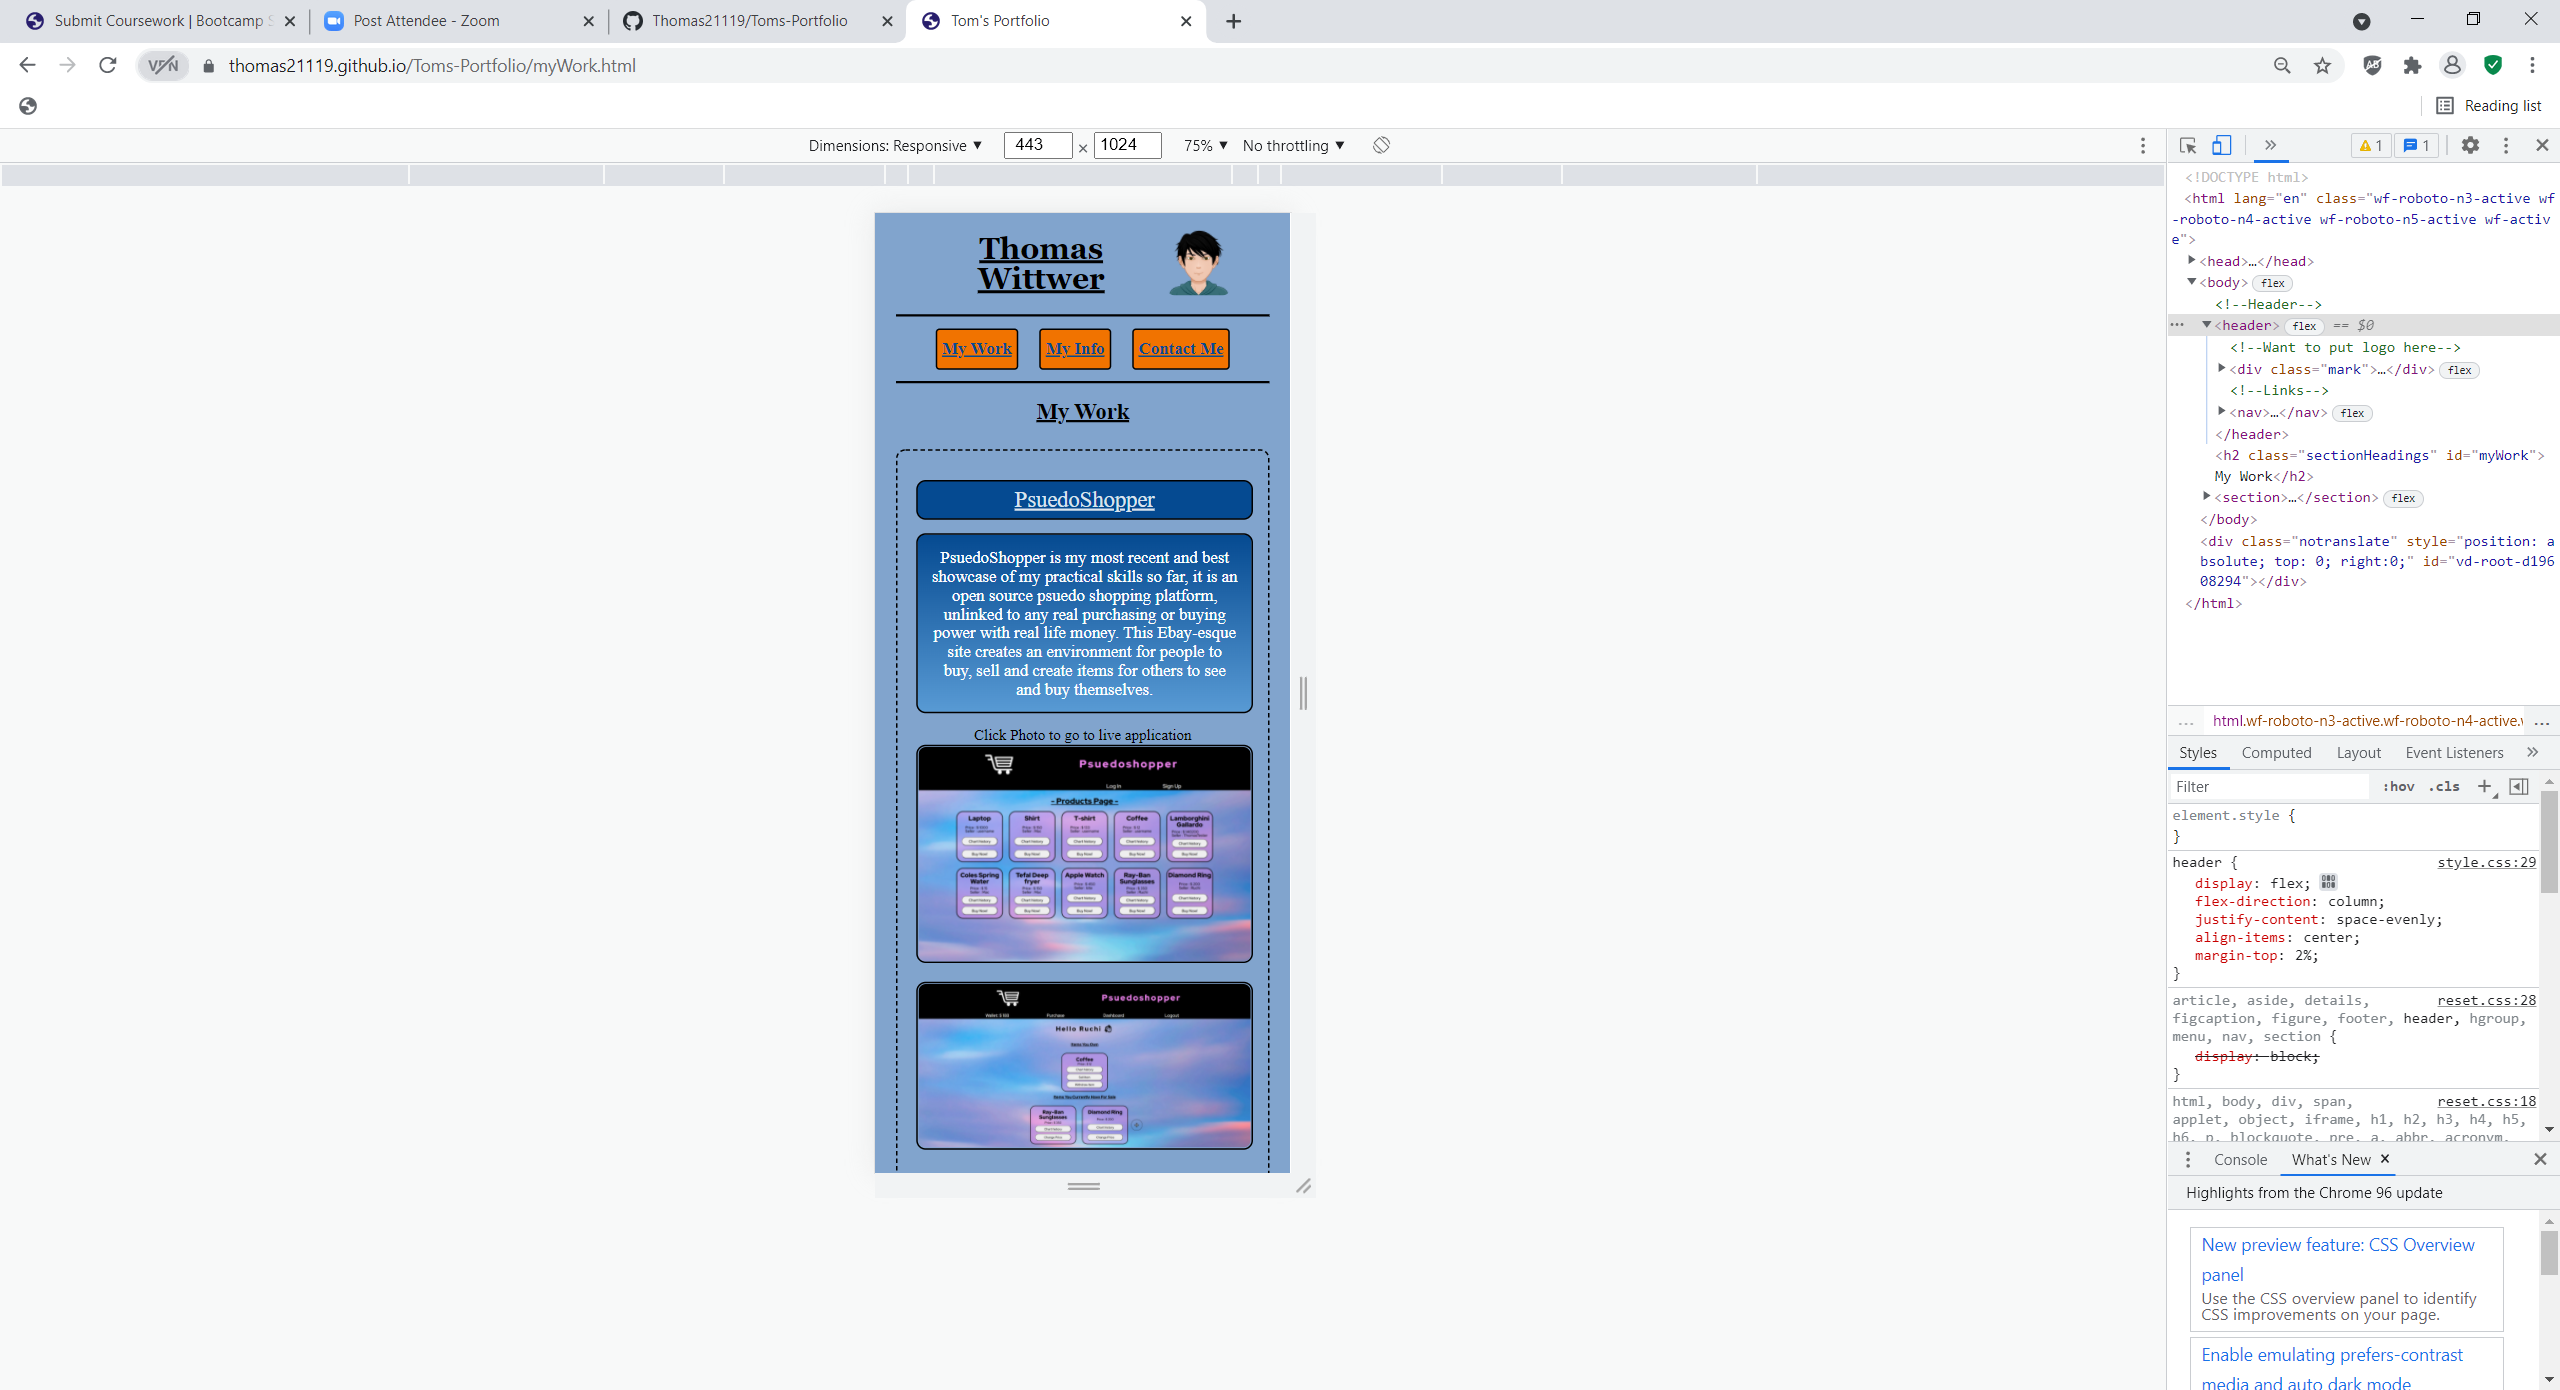 Submit Coursework | Bootcamp S
Post Attendee - Zoom
Thomas21119/Toms-Portfolio
Tom's Portfolio
VPN
thomas21119.github.io/Toms-Portfolio/myWork.html
Reading list
Dimensions: Responsive ▼ 443 × 1024 75% ▼ No throttling ▼
Thomas
Wittwer
My Work
My Info
Contact Me
My Work
PsuedoShopper
PsuedoShopper is my most recent and best
showcase of my practical skills so far, it is an
open source psuedo shopping platform,
unlinked to any real purchasing or buying
power with real life money. This Ebay-esque
site creates an environment for people to
buy, sell and create items for others to see
and buy themselves.
Click Photo to go to live application
Psuedoshopper
Log In Sign Up
- Products Page -
Laptop Shirt T-shirt Coffee Lamborghini Gallardo
Coles Spring Water Tefal Deep fryer Apple Watch Ray-Ban Sunglasses Diamond Ring
Psuedoshopper
Wallet: $ 100 Purchase Dashboard Logout
Hello Ruchi
Coffee
Items You Currently Have For Sale
Ray-Ban Sunglasses Diamond Ring
1 1
<!DOCTYPE html>
<html lang="en" class="wf-roboto-n3-active wf
-roboto-n4-active wf-roboto-n5-active wf-activ
e">
<head>…</head>
<body> flex
<!--Header-->
… <header> flex == $0
<!--Want to put logo here-->
<div class="mark">…</div> flex
<!--Links-->
<nav>…</nav> flex
</header>
<h2 class="sectionHeadings" id="myWork">
My Work</h2>
<section>…</section> flex
</body>
<div class="notranslate" style="position: a
bsolute; top: 0; right:0;" id="vd-root-d196
08294"></div>
</html>
… html.wf-roboto-n3-active.wf-roboto-n4-active.w …
Styles Computed Layout Event Listeners
Filter :hov .cls
element.style {
}
header { style.css:29
display: flex;
flex-direction: column;
justify-content: space-evenly;
align-items: center;
margin-top: 2%;
}
article, aside, details, reset.css:28
figcaption, figure, footer, header, hgroup,
menu, nav, section {
display: block;
}
html, body, div, span, reset.css:18
applet, object, iframe, h1, h2, h3, h4, h5,
h6, p, blockquote, pre, a, abbr, acronym,
Console What's New
Highlights from the Chrome 96 update
New preview feature: CSS Overview
panel
Use the CSS overview panel to identify
CSS improvements on your page.
Enable emulating prefers-contrast
media and auto dark mode